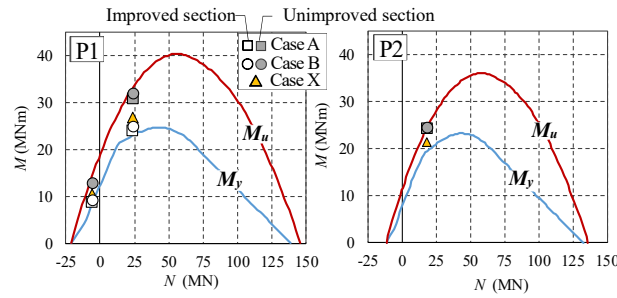 Improved section Unimproved section
P1
Case A
Case B
Case X
M (MNm)
50
40
30
20
10
0
Mu
My
-25 0 25 50 75 100 125 150
N (MN)
P2
M (MNm)
50
40
30
20
10
0
Mu
My
-25 0 25 50 75 100 125 150
N (MN)